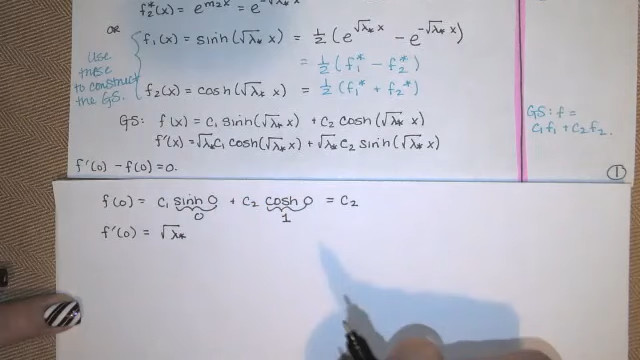 f₂*(x) = e^{m₂x} = e^{-√λ* x}
OR
f₁(x) = sinh(√λ* x) = ½ (e^{√λ* x} − e^{-√λ* x})
= ½ (f₁* − f₂*)
Use
these
to construct
the GS.
f₂(x) = cosh(√λ* x) = ½ (f₁* + f₂*)
GS: f(x) = c₁ sinh(√λ* x) + c₂ cosh(√λ* x)
f'(x) = √λ* c₁ cosh(√λ* x) + √λ* c₂ sinh(√λ* x)
f'(0) − f(0) = 0.
GS: f =
c₁f₁ + c₂f₂.
1
f(0) = c₁ sinh 0 + c₂ cosh 0 = c₂
0 1
f'(0) = √λ*